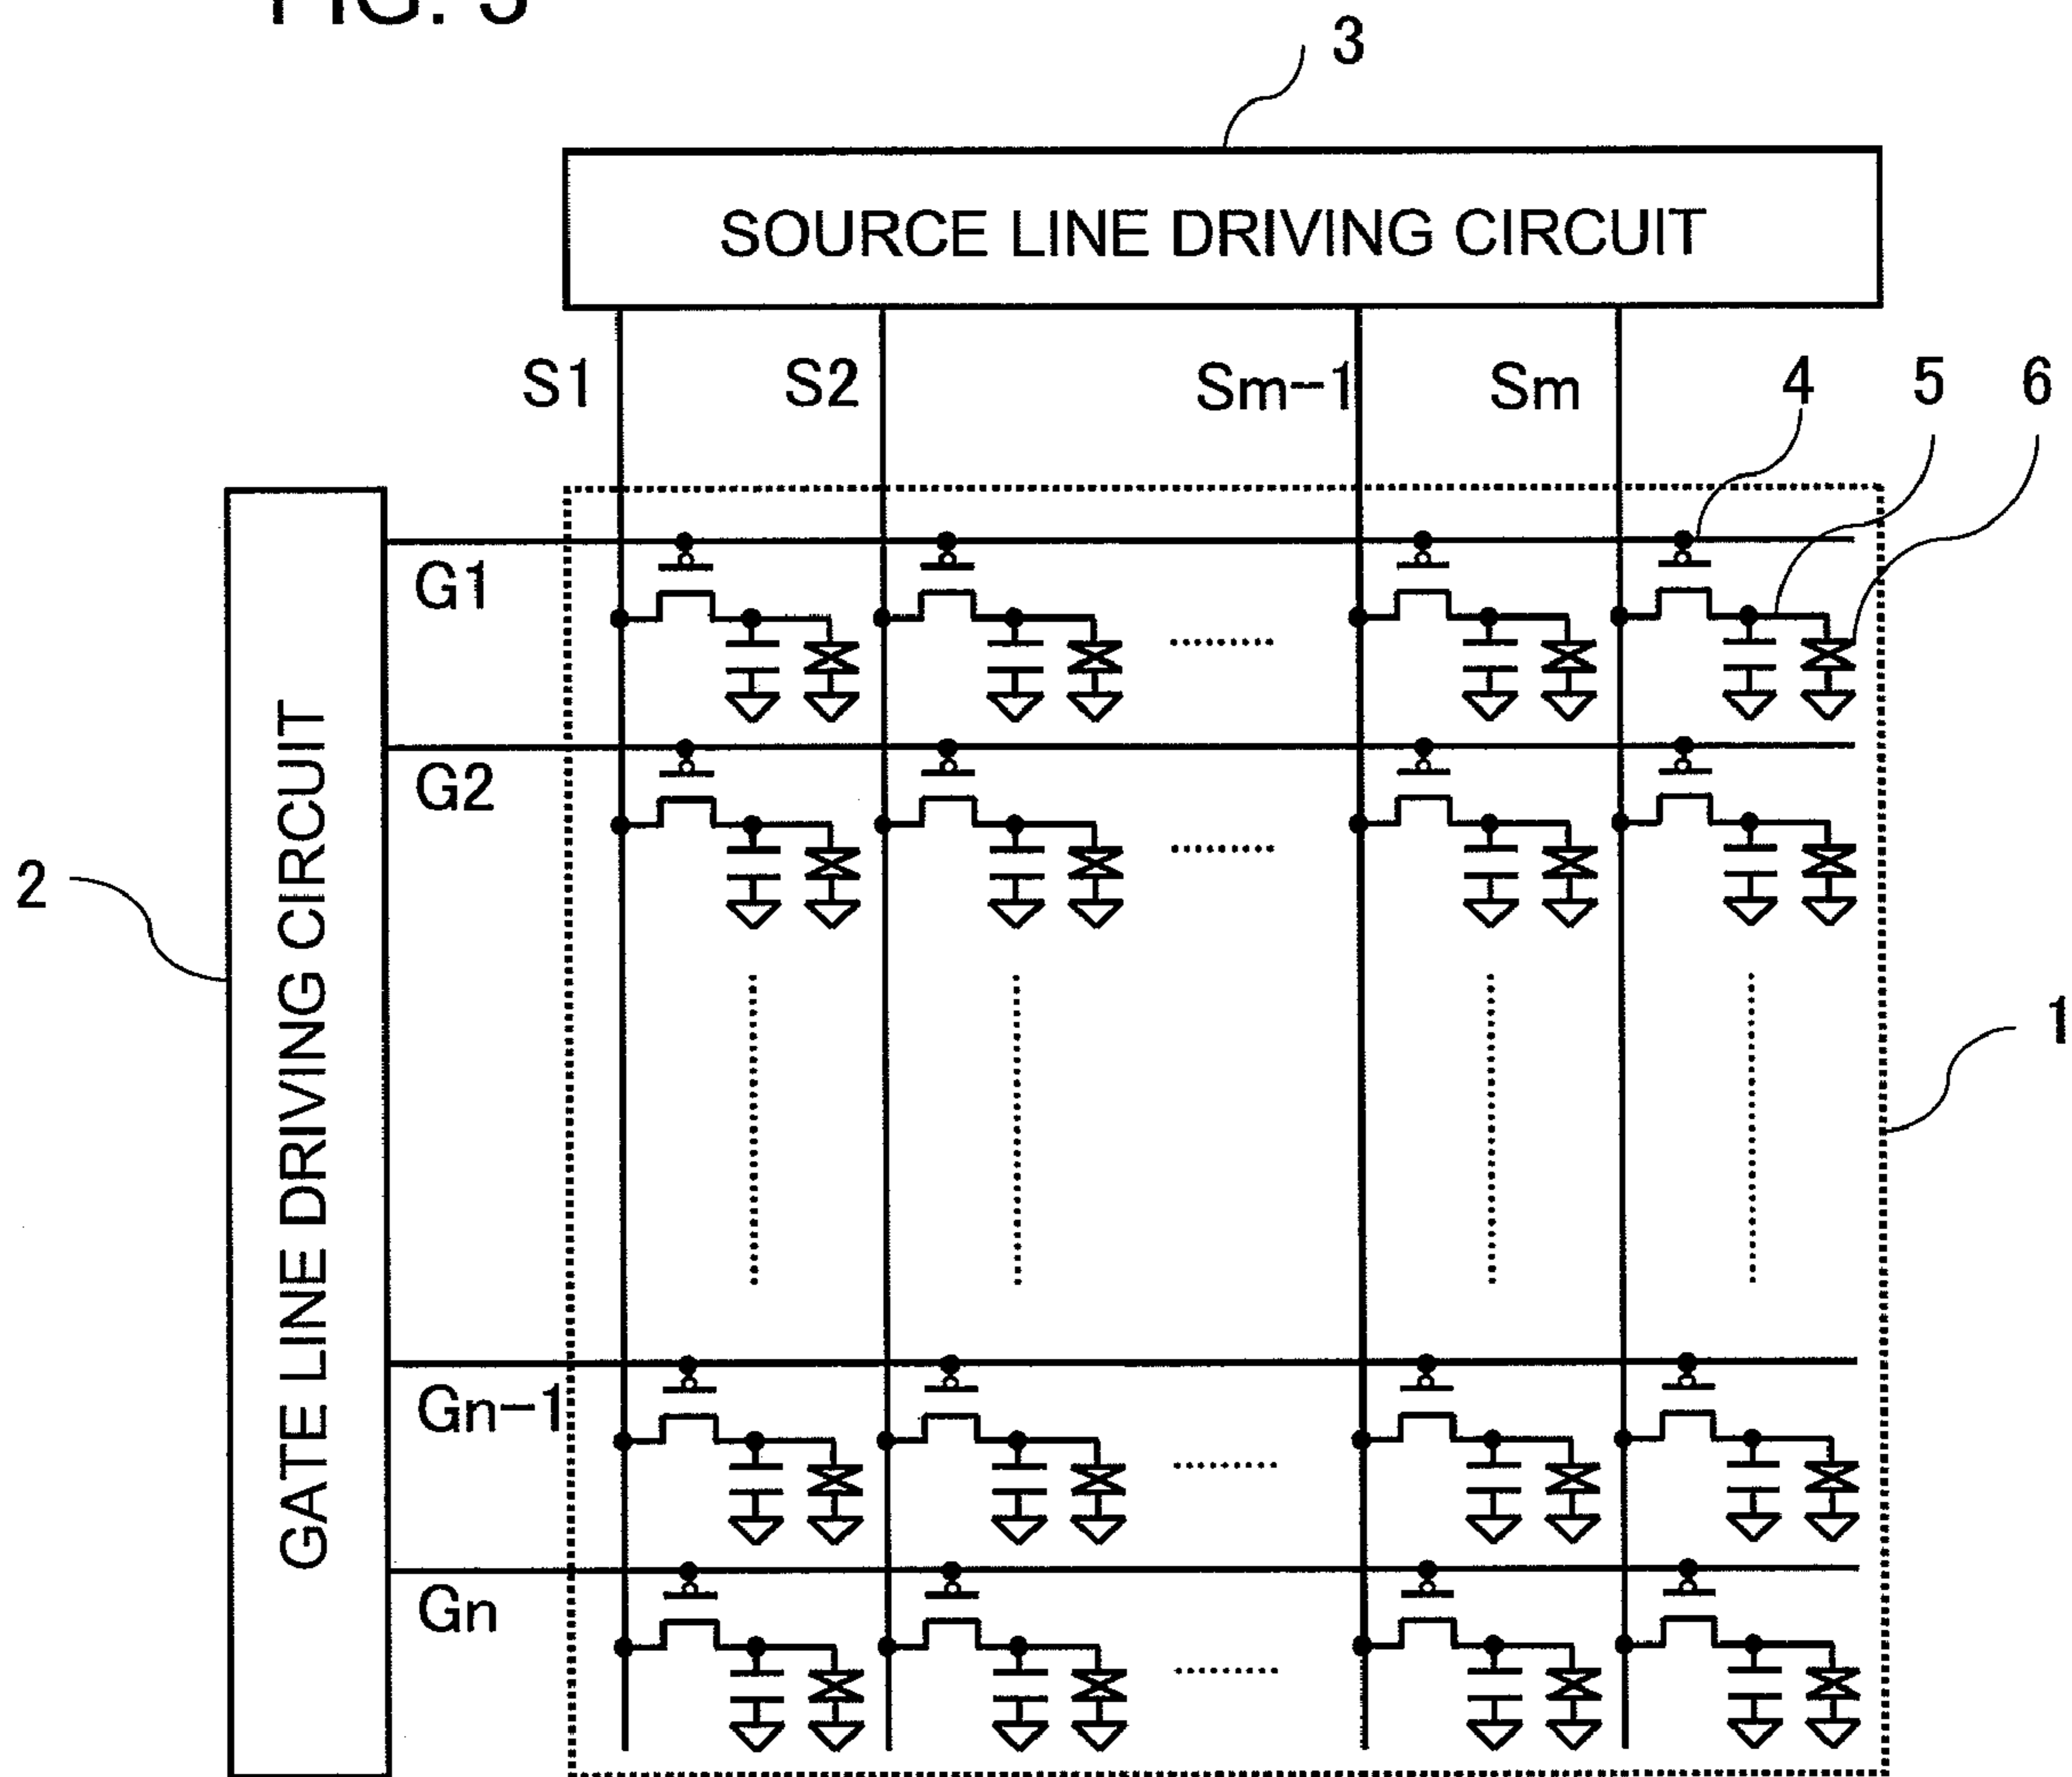 3
SOURCE LINE DRIVING CIRCUIT
S1 S2 Sm-1 Sm 4 5 6
G1
G2
2
GATE LINE DRIVING CIRCUIT
1
Gn-1
Gn